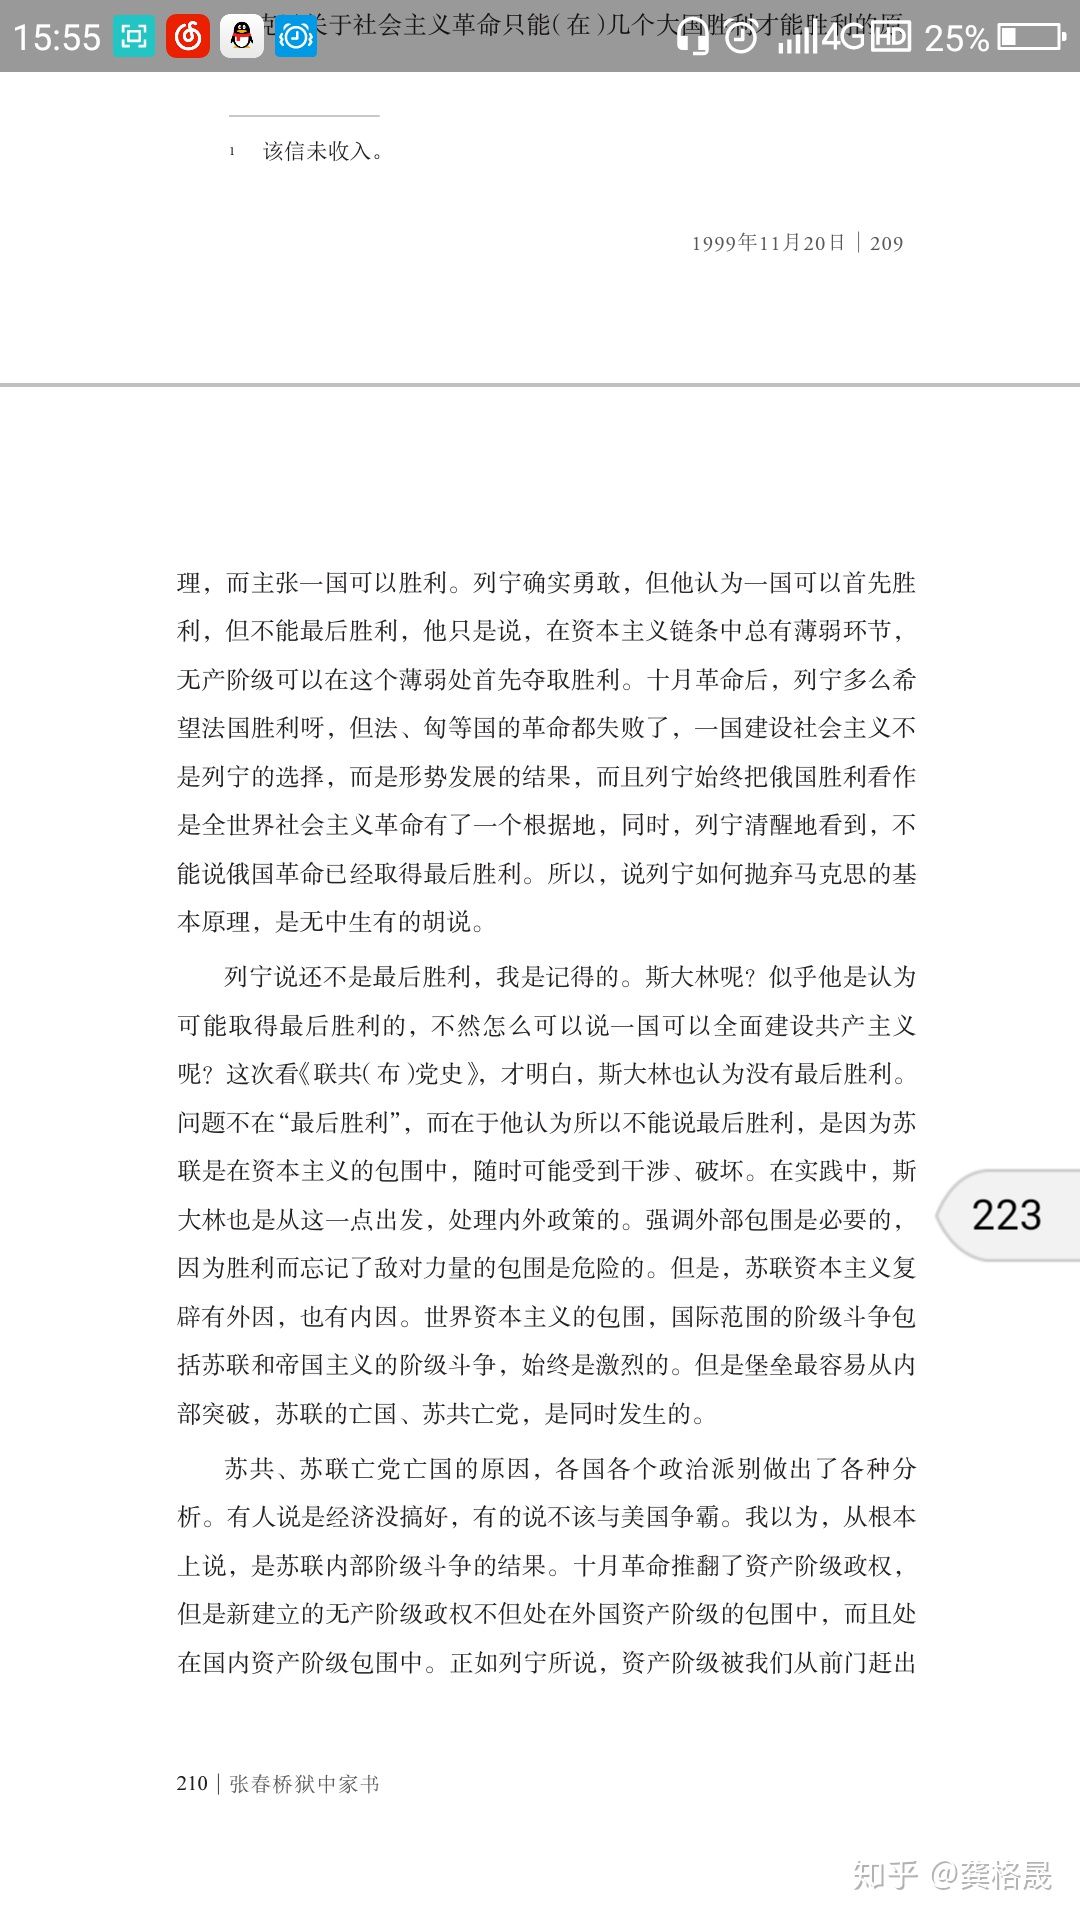 15:55 4G HD 25%
关于社会主义革命只能(在)几个大国胜利才能胜利的原
1 该信未收入。
1999年11月20日｜209
理，而主张一国可以胜利。列宁确实勇敢，但他认为一国可以首先胜
利，但不能最后胜利，他只是说，在资本主义链条中总有薄弱环节，
无产阶级可以在这个薄弱处首先夺取胜利。十月革命后，列宁多么希
望法国胜利呀，但法、匈等国的革命都失败了，一国建设社会主义不
是列宁的选择，而是形势发展的结果，而且列宁始终把俄国胜利看作
是全世界社会主义革命有了一个根据地，同时，列宁清醒地看到，不
能说俄国革命已经取得最后胜利。所以，说列宁如何抛弃马克思的基
本原理，是无中生有的胡说。
列宁说还不是最后胜利，我是记得的。斯大林呢？似乎他是认为
可能取得最后胜利的，不然怎么可以说一国可以全面建设共产主义
呢？这次看《联共(布)党史》，才明白，斯大林也认为没有最后胜利。
问题不在“最后胜利”，而在于他认为所以不能说最后胜利，是因为苏
联是在资本主义的包围中，随时可能受到干涉、破坏。在实践中，斯
大林也是从这一点出发，处理内外政策的。强调外部包围是必要的，
因为胜利而忘记了敌对力量的包围是危险的。但是，苏联资本主义复
辟有外因，也有内因。世界资本主义的包围，国际范围的阶级斗争包
括苏联和帝国主义的阶级斗争，始终是激烈的。但是堡垒最容易从内
部突破，苏联的亡国、苏共亡党，是同时发生的。
223
苏共、苏联亡党亡国的原因，各国各个政治派别做出了各种分
析。有人说是经济没搞好，有的说不该与美国争霸。我以为，从根本
上说，是苏联内部阶级斗争的结果。十月革命推翻了资产阶级政权，
但是新建立的无产阶级政权不但处在外国资产阶级的包围中，而且处
在国内资产阶级包围中。正如列宁所说，资产阶级被我们从前门赶出
210｜张春桥狱中家书
知乎 @龚格晟